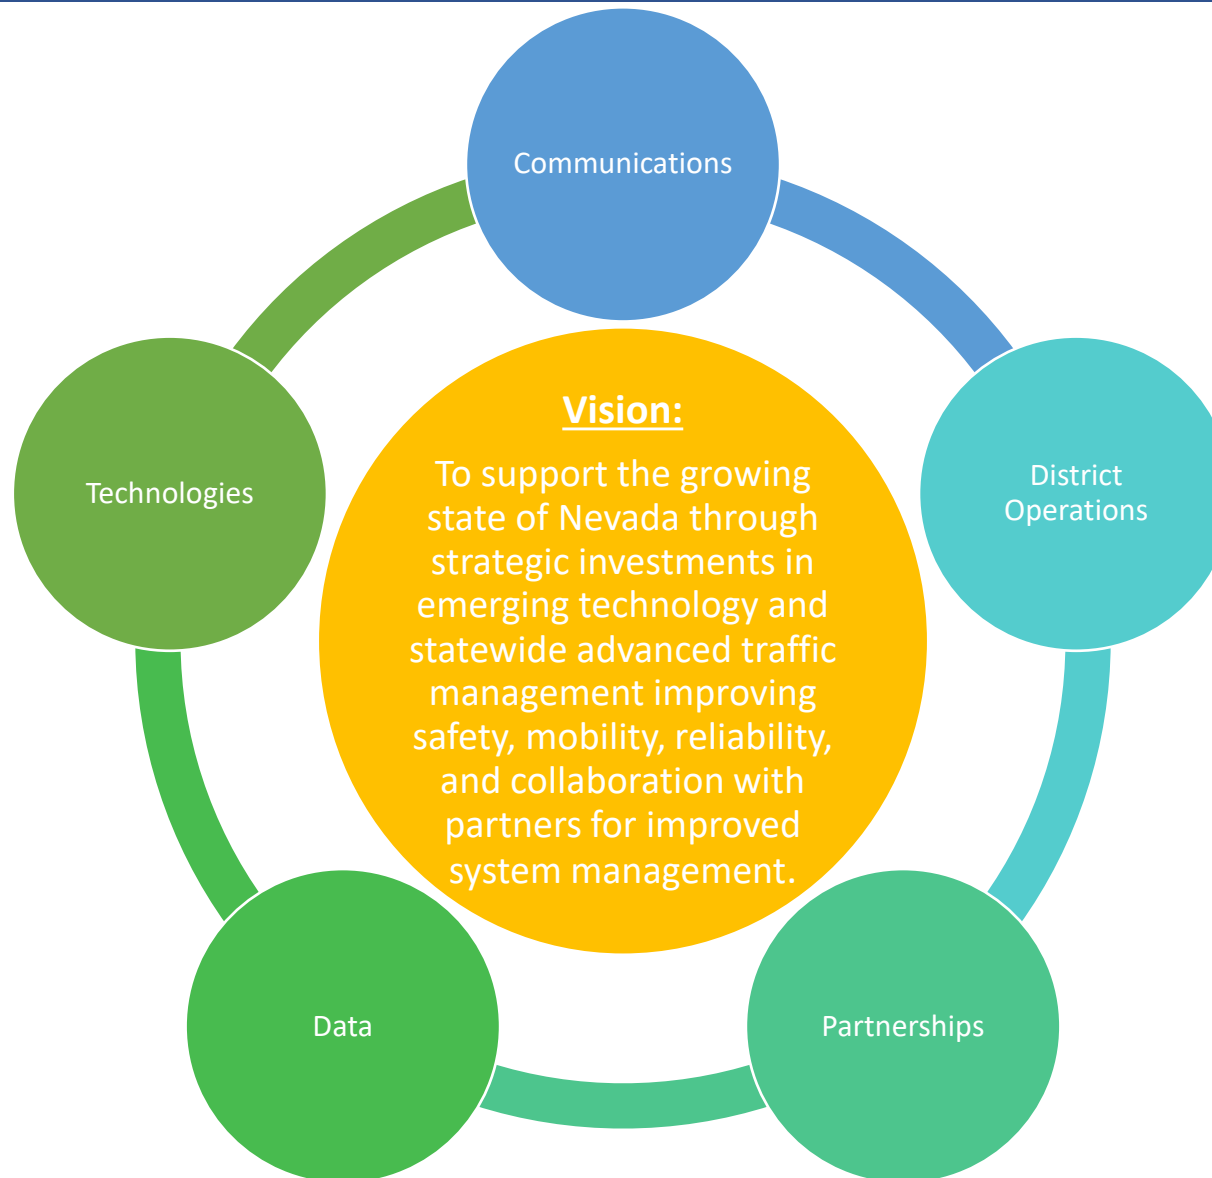 Communications
Technologies
District
Operations
Vision:
To support the growing
state of Nevada through
strategic investments in
emerging technology and
statewide advanced traffic
management improving
safety, mobility, reliability,
and collaboration with
partners for improved
system management.
Data
Partnerships